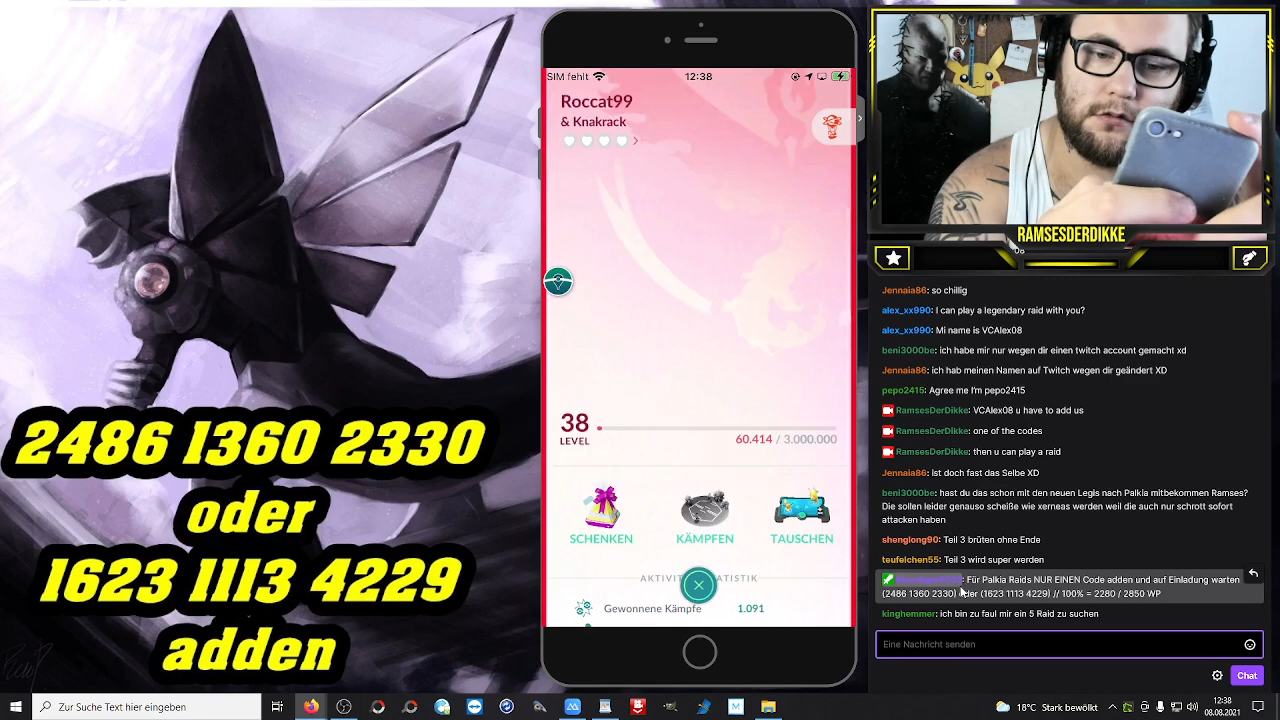 2486 1360 2330
oder
1623 1113 4229
adden
SIM fehlt
12:38
Roccat99
& Knakrack
38
LEVEL
60.414 / 3.000.000
SCHENKEN
KÄMPFEN
TAUSCHEN
Gewonnene Kämpfe
1.091
RAMSESDERDIKKE
Jennaia86: so chillig
alex_xx990: I can play a legendary raid with you?
alex_xx990: Mi name is VCAlex08
beni3000be: ich habe mir nur wegen dir einen twitch account gemacht xd
Jennaia86: ich hab meinen Namen auf Twitch wegen dir geändert XD
pepo2415: Agree me I'm pepo2415
RamsesDerDikke: VCAlex08 u have to add us
RamsesDerDikke: one of the codes
RamsesDerDikke: then u can play a raid
Jennaia86: ist doch fast das Selbe XD
beni3000be: hast du das schon mit den neuen Legis nach Palkia mitbekommen Ramses?
Die sollen leider genauso scheiße wie xerneas werden weil die auch nur schrott sofort
attacken haben
shenglong90: Teil 3 brüten ohne Ende
teufelchen55: Teil 3 wird super werden
: Für Palkia Raids NUR EINEN Code adden und auf Einladung warten
(2486 1360 2330) oder (1623 1113 4229) // 100% = 2280 / 2850 WP
kinghemmer: ich bin zu faul mir ein 5 Raid zu suchen
Eine Nachricht senden
Chat
Zur Suche Text hier eingeben
18°C Stark bewölkt
12:38
08.08.2021